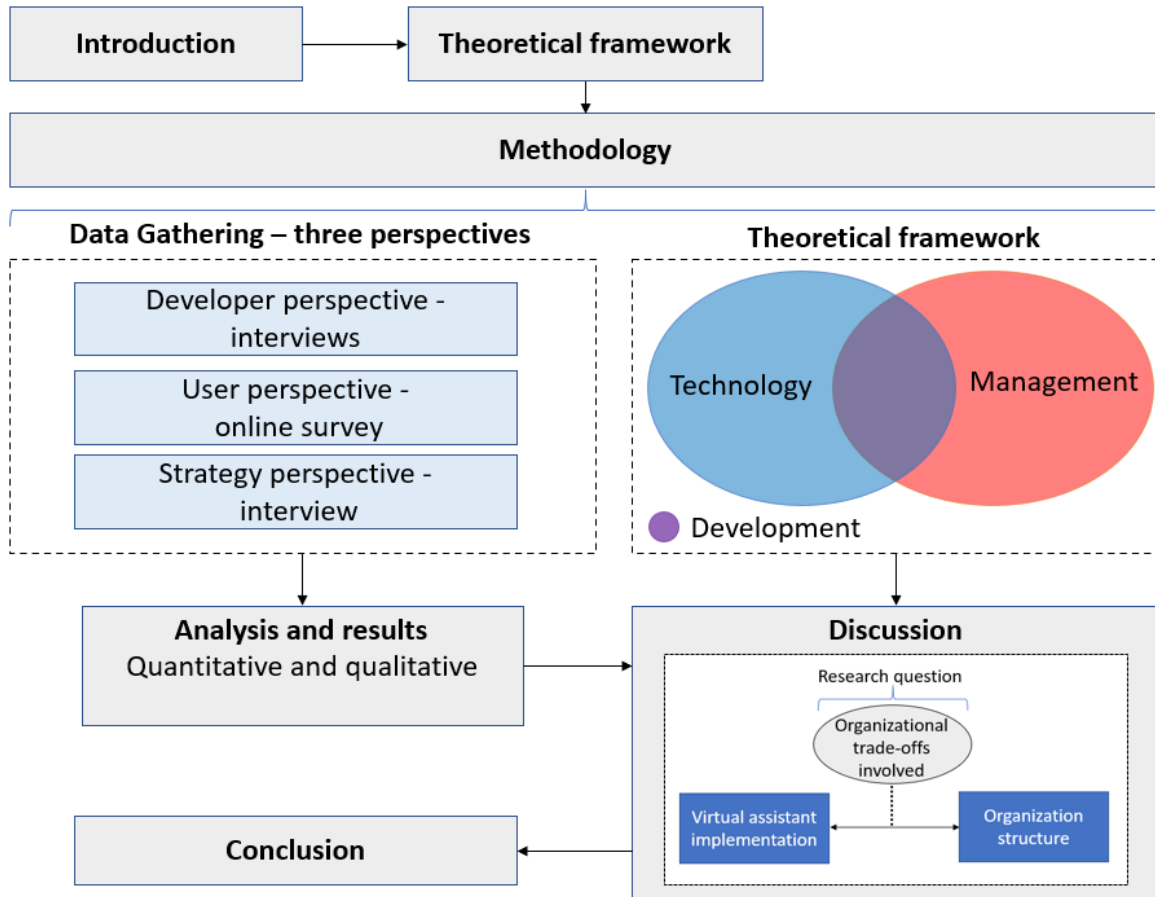 Introduction
Theoretical framework
Methodology
Data Gathering – three perspectives
Developer perspective -
interviews
User perspective -
online survey
Strategy perspective -
interview
Theoretical framework
Technology
Management
Development
Analysis and results
Quantitative and qualitative
Discussion
Research question
Organizational
trade-offs
involved
Virtual assistant
implementation
Organization
structure
Conclusion